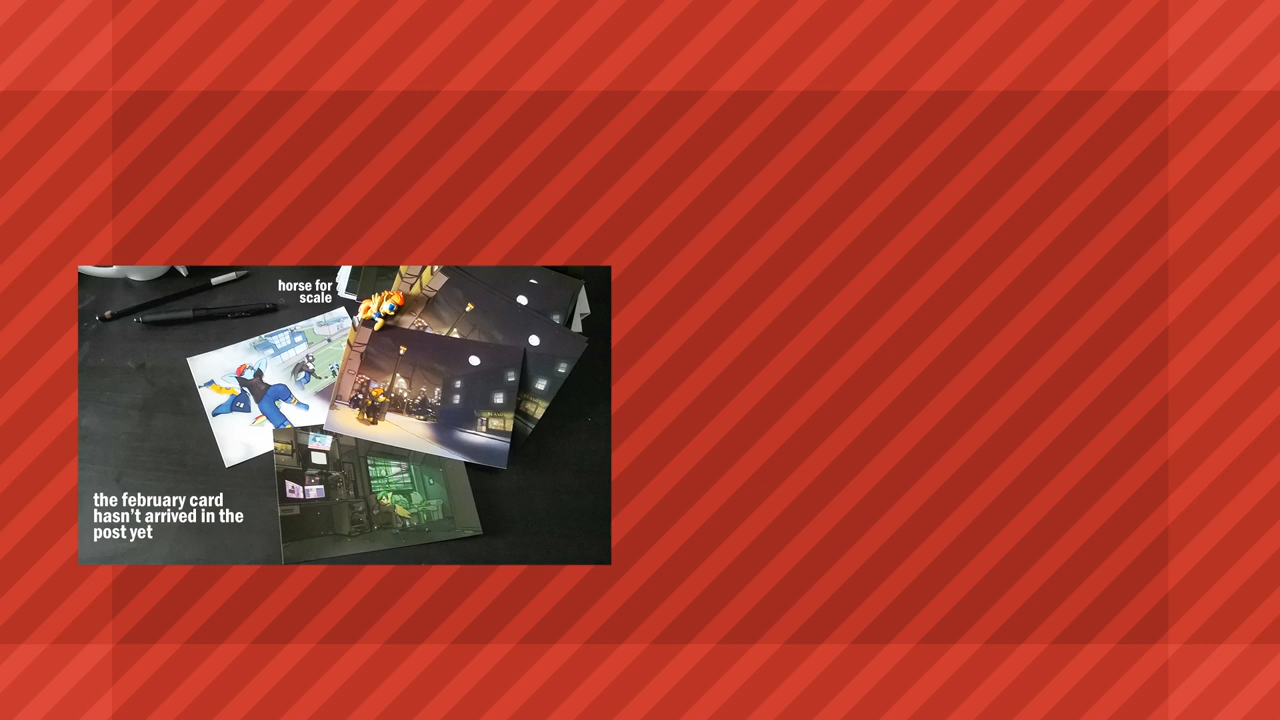 horse for
scale
the february card
hasn't arrived in the
post yet